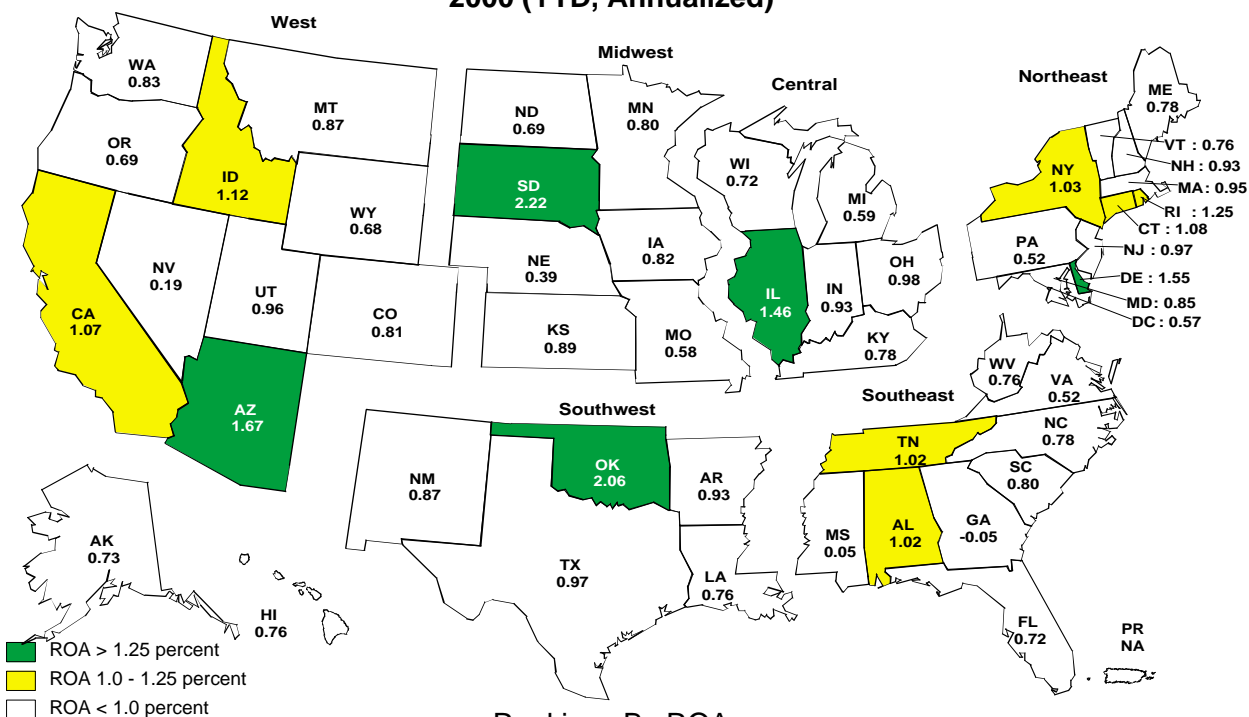 2000 (YTD, Annualized)
West
Midwest
Central
Northeast
WA
0.83
MT
0.87
OR
0.69
ID
1.12
WY
0.68
NV
0.19
UT
0.96
CO
0.81
CA
1.07
AZ
1.67
AK
0.73
HI
0.76
ND
0.69
MN
0.80
SD
2.22
NE
0.39
IA
0.82
KS
0.89
MO
0.58
WI
0.72
MI
0.59
IL
1.46
IN
0.93
OH
0.98
KY
0.78
ME
0.78
VT : 0.76
NH : 0.93
MA : 0.95
RI : 1.25
CT : 1.08
NJ : 0.97
DE : 1.55
MD : 0.85
DC : 0.57
NY
1.03
PA
0.52
Southwest
Southeast
NM
0.87
OK
2.06
AR
0.93
TX
0.97
LA
0.76
WV
0.76
VA
0.52
NC
0.78
TN
1.02
SC
0.80
MS
0.05
AL
1.02
GA
-0.05
FL
0.72
PR
NA
ROA > 1.25 percent
ROA 1.0 - 1.25 percent
ROA < 1.0 percent